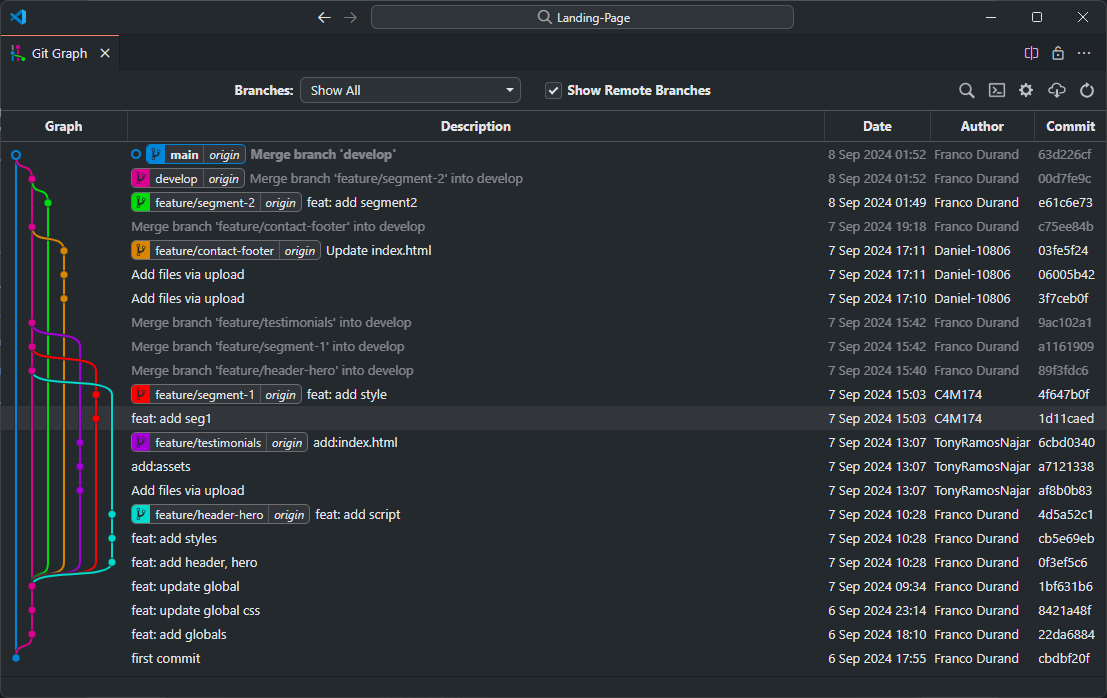 Landing-Page
Git Graph
Branches: Show All Show Remote Branches
Graph Description Date Author Commit
main origin Merge branch 'develop' 8 Sep 2024 01:52 Franco Durand 63d226cf
develop origin Merge branch 'feature/segment-2' into develop 8 Sep 2024 01:52 Franco Durand 00d7fe9c
feature/segment-2 origin feat: add segment2 8 Sep 2024 01:49 Franco Durand e61c6e73
Merge branch 'feature/contact-footer' into develop 7 Sep 2024 19:18 Franco Durand c75ee84b
feature/contact-footer origin Update index.html 7 Sep 2024 17:11 Daniel-10806 03fe5f24
Add files via upload 7 Sep 2024 17:11 Daniel-10806 06005b42
Add files via upload 7 Sep 2024 17:10 Daniel-10806 3f7ceb0f
Merge branch 'feature/testimonials' into develop 7 Sep 2024 15:42 Franco Durand 9ac102a1
Merge branch 'feature/segment-1' into develop 7 Sep 2024 15:42 Franco Durand a1161909
Merge branch 'feature/header-hero' into develop 7 Sep 2024 15:40 Franco Durand 89f3fdc6
feature/segment-1 origin feat: add style 7 Sep 2024 15:03 C4M174 4f647b0f
feat: add seg1 7 Sep 2024 15:03 C4M174 1d11caed
feature/testimonials origin add:index.html 7 Sep 2024 13:07 TonyRamosNajar 6cbd0340
add:assets 7 Sep 2024 13:07 TonyRamosNajar a7121338
Add files via upload 7 Sep 2024 13:07 TonyRamosNajar af8b0b83
feature/header-hero origin feat: add script 7 Sep 2024 10:28 Franco Durand 4d5a52c1
feat: add styles 7 Sep 2024 10:28 Franco Durand cb5e69eb
feat: add header, hero 7 Sep 2024 10:28 Franco Durand 0f3ef5c6
feat: update global 7 Sep 2024 09:34 Franco Durand 1bf631b6
feat: update global css 6 Sep 2024 23:14 Franco Durand 8421a48f
feat: add globals 6 Sep 2024 18:10 Franco Durand 22da6884
first commit 6 Sep 2024 17:55 Franco Durand cbdbf20f